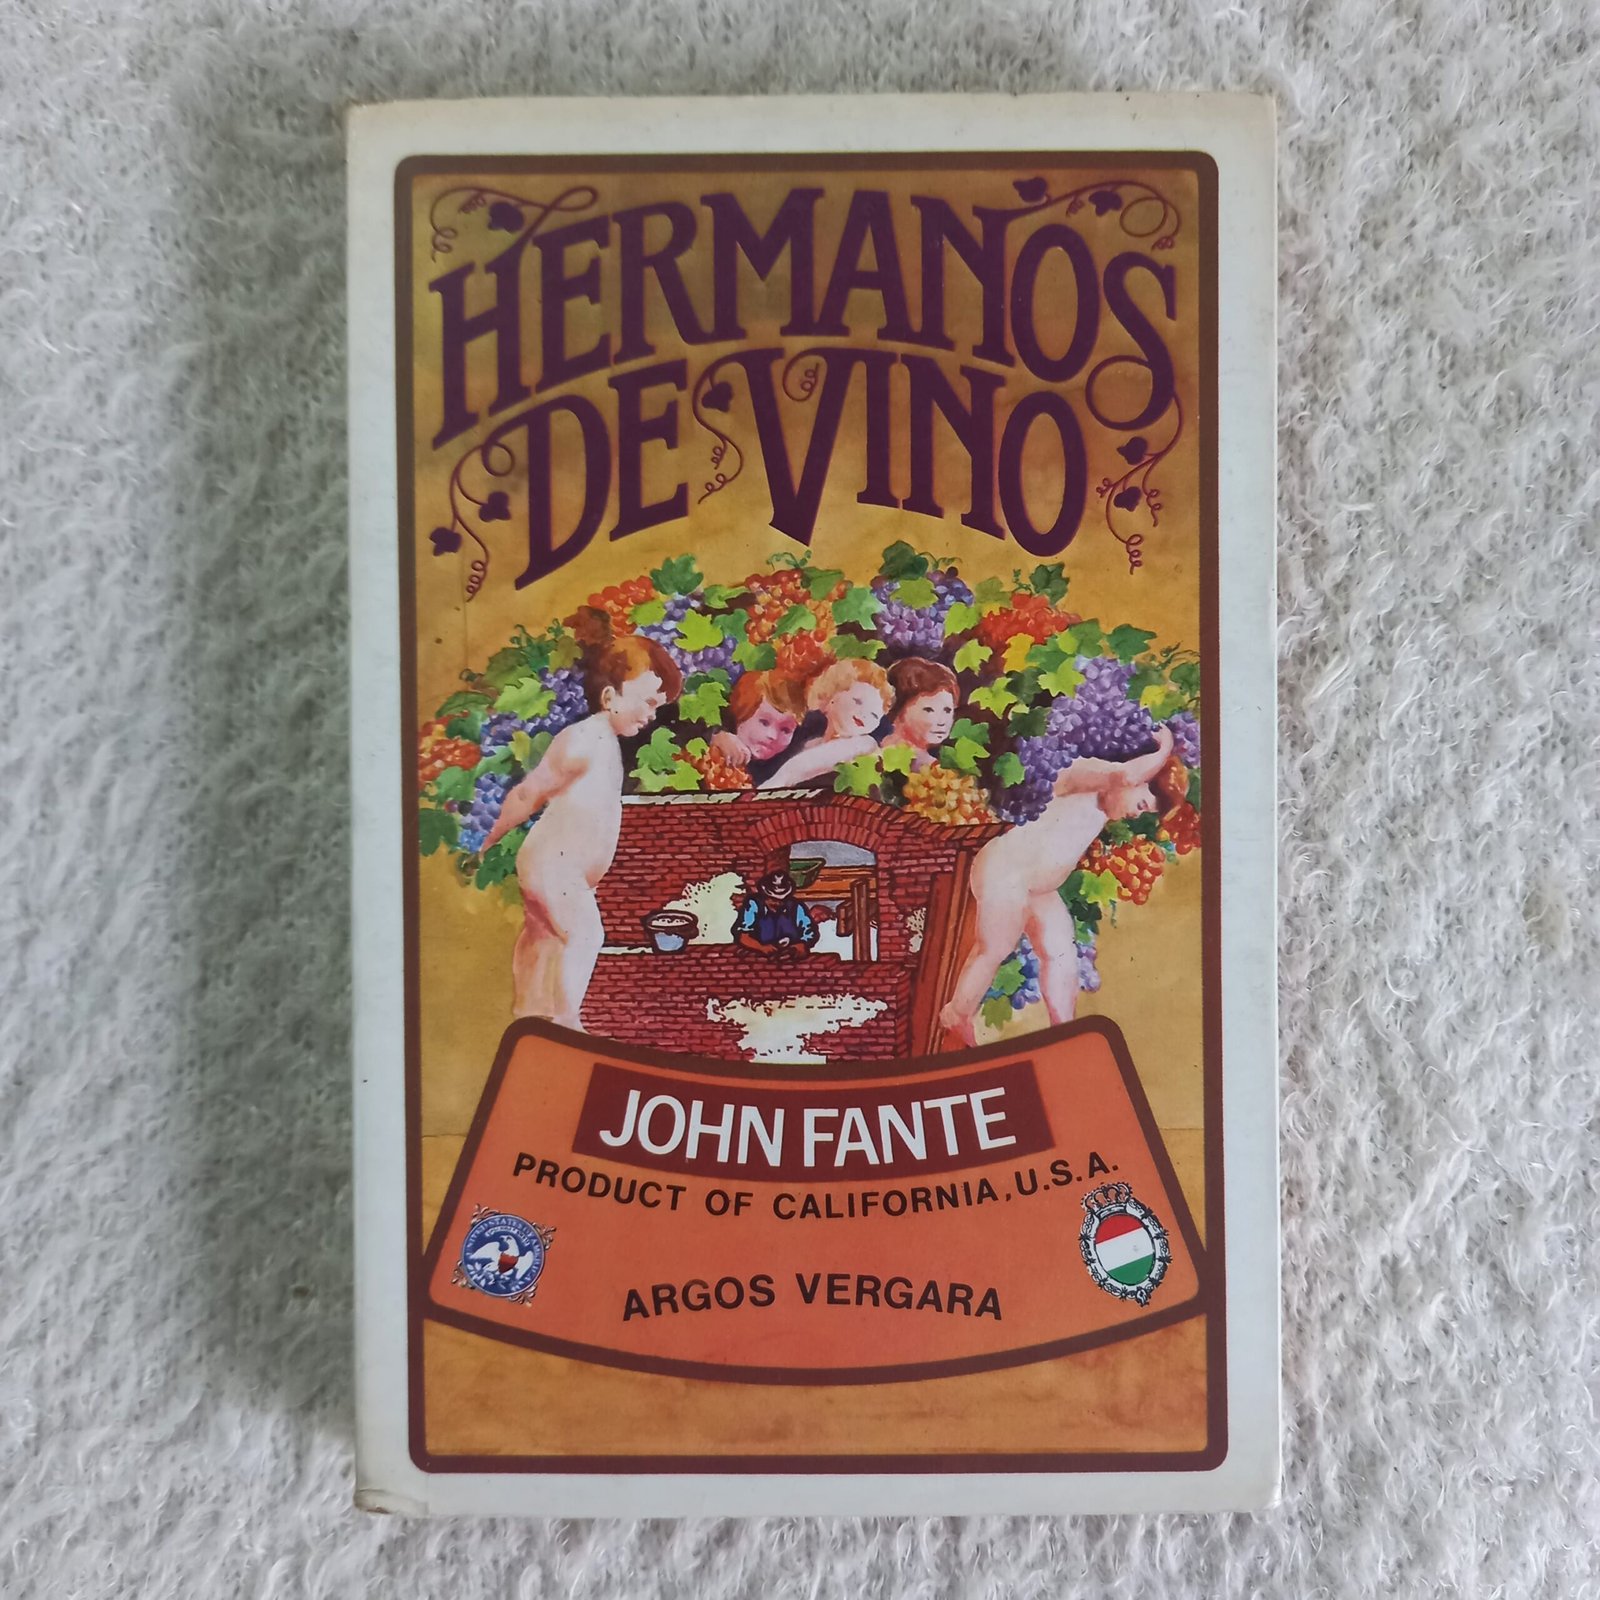 HERMANOS
DE VINO
JOHN FANTE
PRODUCT OF CALIFORNIA, U.S.A.
ARGOS VERGARA